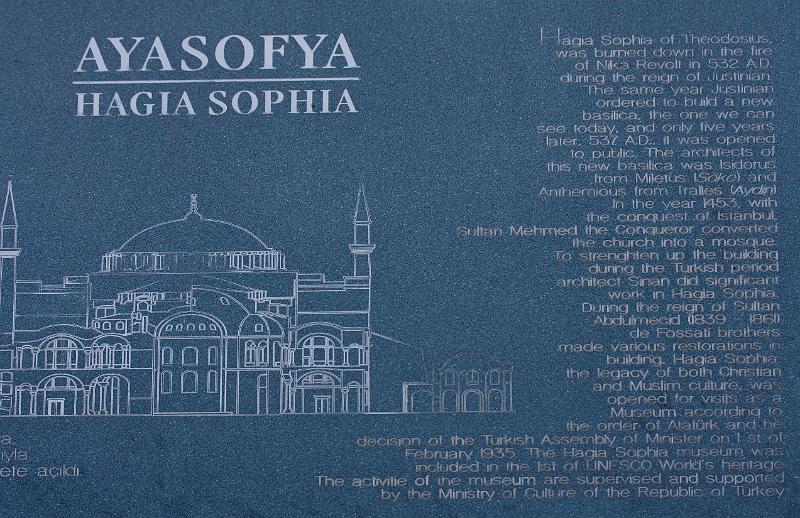 AYASOFYA
HAGIA SOPHIA
Hagia Sophia of Theodosius,
was burned down in the fire
of Nika Revolt in 532 A.D.
during the reign of Justinian.
The same year Justinian
ordered to build a new
basilica, the one we can
see today, and only five years
later, 537 A.D., it was opened
to public. The architects of
this new basilica was Isidorus
from Miletus (Söke) and
Anthemious from Tralles (Aydın)
In the year 1453, with
the conquest of Istanbul,
Sultan Mehmed the Conqueror converted
the church into a mosque.
To strenghten up the building
during the Turkish period
architect Sinan did significant
work in Hagia Sophia.
During the reign of Sultan
Abdulmecid (1839 - 1861)
de Fossati brothers
made various restorations in
building. Hagia Sophia
the legacy of both Christian
and Muslim culture, was
opened for visits as a
Museum according to
the order of Atatürk and he
decision of the Turkish Assembly of Minister on 1 st of
February 1935. The Hagia Sophia museum was
included in the list of UNESCO World's heritage
The activitie of the museum are supervised and supported
by the Ministry of Culture of the Republic of Turkey
ra
ıyla
ete açıldı.